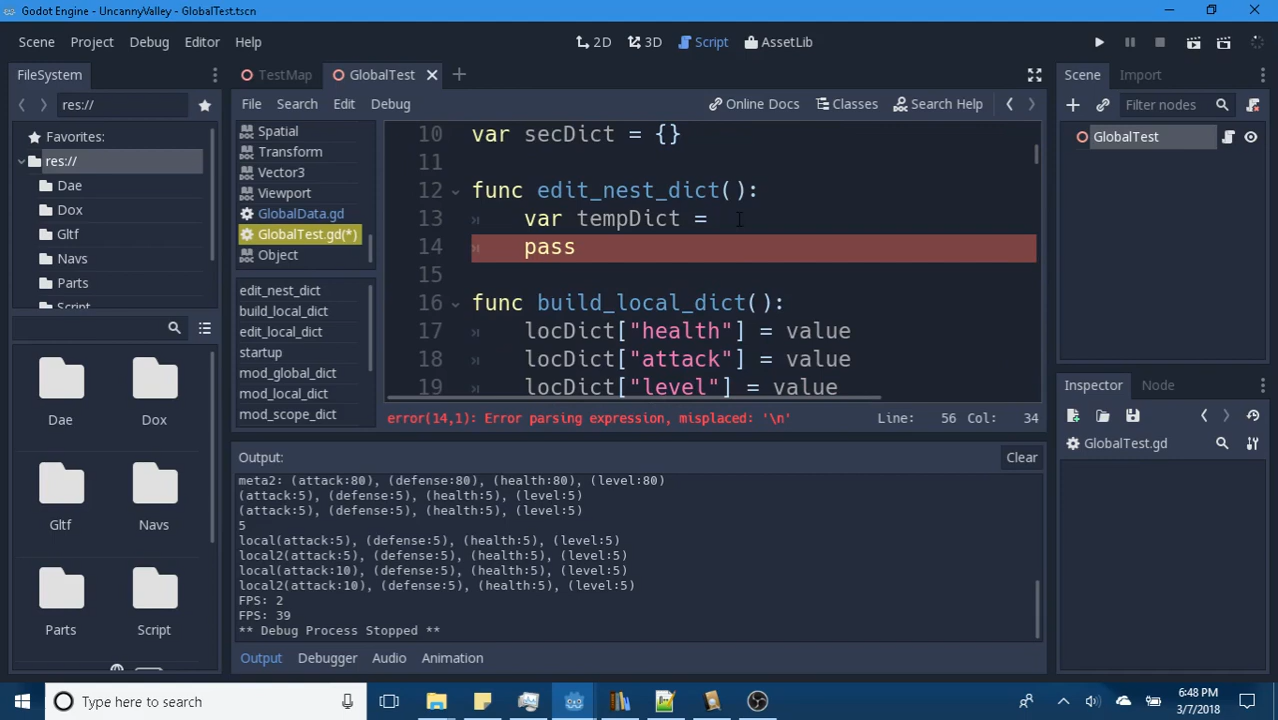 Godot Engine - UncannyValley - GlobalTest.tscn
Scene Project Debug Editor Help
2D 3D Script AssetLib
FileSystem
TestMap GlobalTest
Scene Import
res://
File Search Edit Debug
Online Docs Classes Search Help
Filter nodes
Favorites:
res://
Dae
Dox
Gltf
Navs
Parts
Script
Spatial
Transform
Vector3
Viewport
GlobalData.gd
GlobalTest.gd(*)
Object
edit_nest_dict
build_local_dict
edit_local_dict
startup
mod_global_dict
mod_local_dict
mod_scope_dict
10 var secDict = {}
11
12 func edit_nest_dict():
13 var tempDict =
14 pass
15
16 func build_local_dict():
17 locDict["health"] = value
18 locDict["attack"] = value
19 locDict["level"] = value
error(14,1): Error parsing expression, misplaced: '\n'
Line: 56 Col: 34
GlobalTest
Inspector Node
GlobalTest.gd
Dae
Dox
Gltf
Navs
Parts
Script
Output:
Clear
meta2: (attack:80), (defense:80), (health:80), (level:80)
(attack:5), (defense:5), (health:5), (level:5)
(attack:5), (defense:5), (health:5), (level:5)
5
local(attack:5), (defense:5), (health:5), (level:5)
local2(attack:5), (defense:5), (health:5), (level:5)
local(attack:10), (defense:5), (health:5), (level:5)
local2(attack:10), (defense:5), (health:5), (level:5)
FPS: 2
FPS: 39
** Debug Process Stopped **
Output Debugger Audio Animation
Type here to search
6:48 PM
3/7/2018